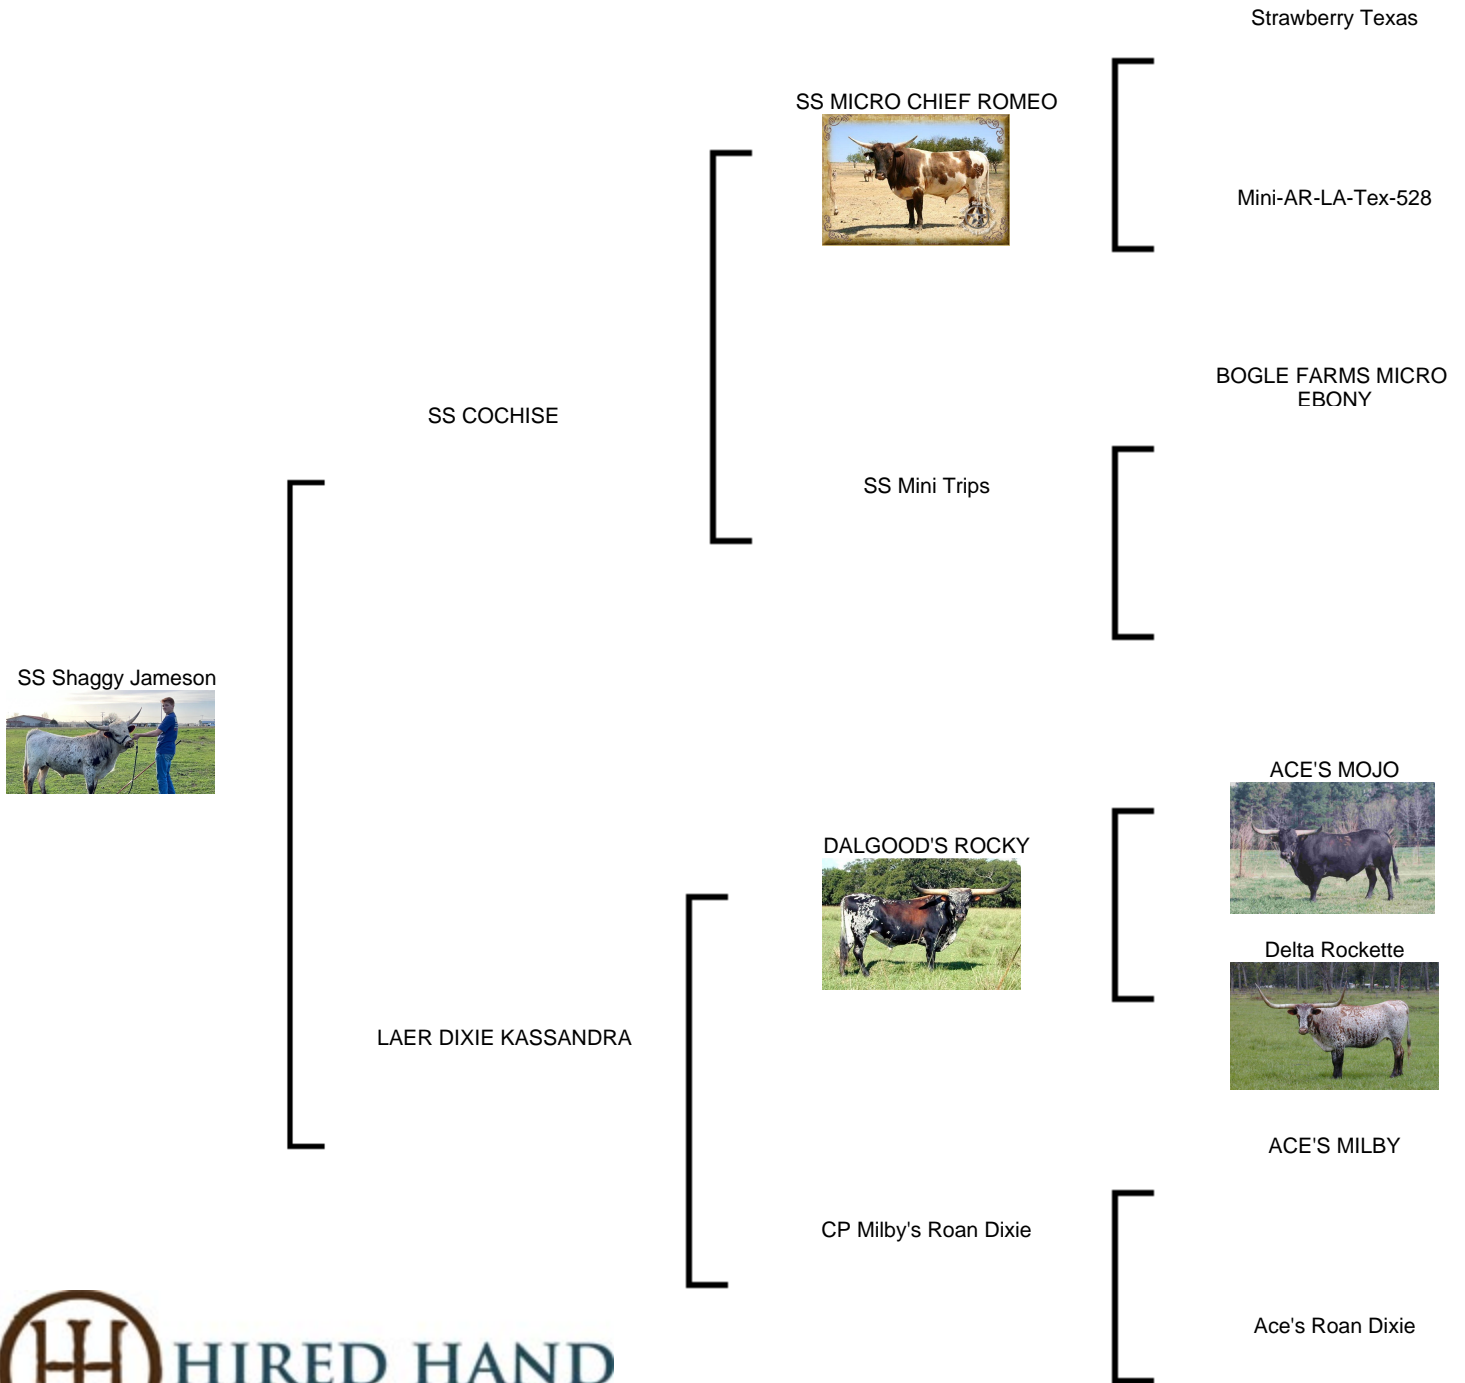 Strawberry Texas
SS MICRO CHIEF ROMEO
Mini-AR-LA-Tex-528
BOGLE FARMS MICRO
EBONY
SS COCHISE
SS Mini Trips
SS Shaggy Jameson
ACE'S MOJO
DALGOOD'S ROCKY
Delta Rockette
LAER DIXIE KASSANDRA
ACE'S MILBY
CP Milby's Roan Dixie
Ace's Roan Dixie
HIRED HAND